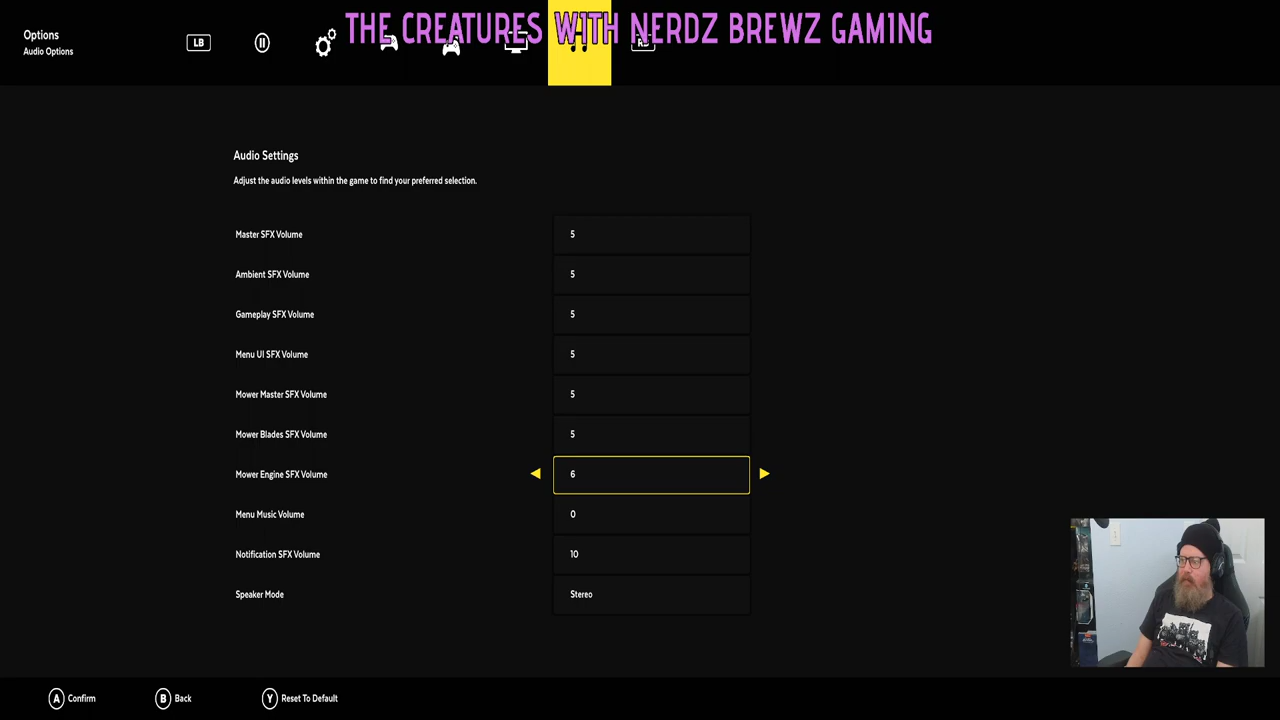 THE CREATURES WITH NERDZ BREWZ GAMING
Options
Audio Options
LB
Audio Settings
Adjust the audio levels within the game to find your preferred selection.
Master SFX Volume 5
Ambient SFX Volume 5
Gameplay SFX Volume 5
Menu UI SFX Volume 5
Mower Master SFX Volume 5
Mower Blades SFX Volume 5
Mower Engine SFX Volume 6
Menu Music Volume 0
Notification SFX Volume 10
Speaker Mode Stereo
A Confirm B Back Y Reset To Default